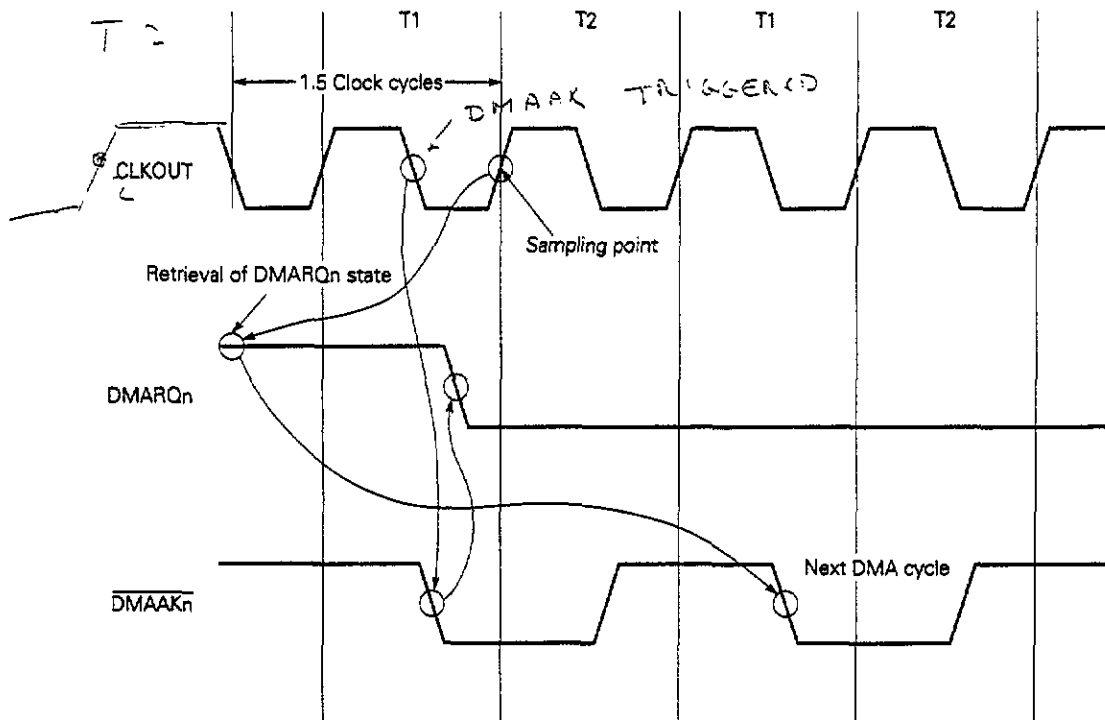 T1 T2 T1 T2
T 2
1.5 Clock cycles
DMAAK TRIGGERED
CLKOUT
Sampling point
Retrieval of DMARQn state
DMARQn
Next DMA cycle
DMAAKn